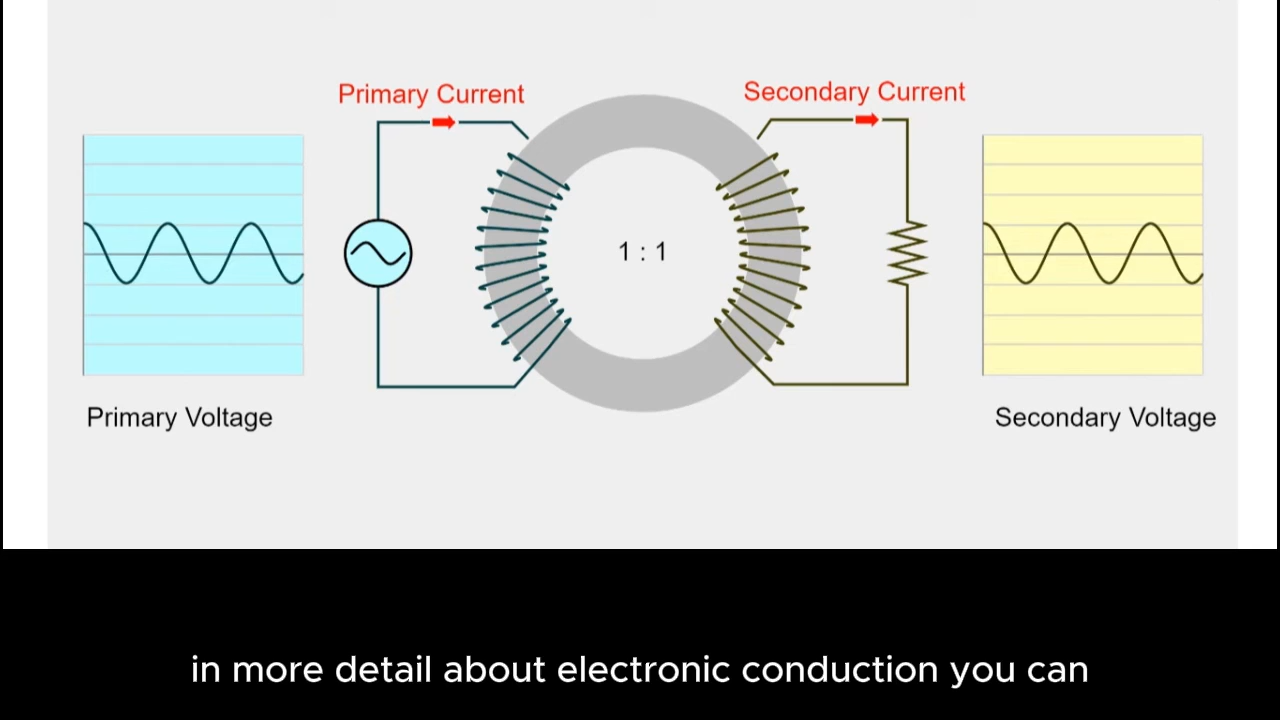 Primary Current
Secondary Current
1 : 1
Primary Voltage
Secondary Voltage
in more detail about electronic conduction you can